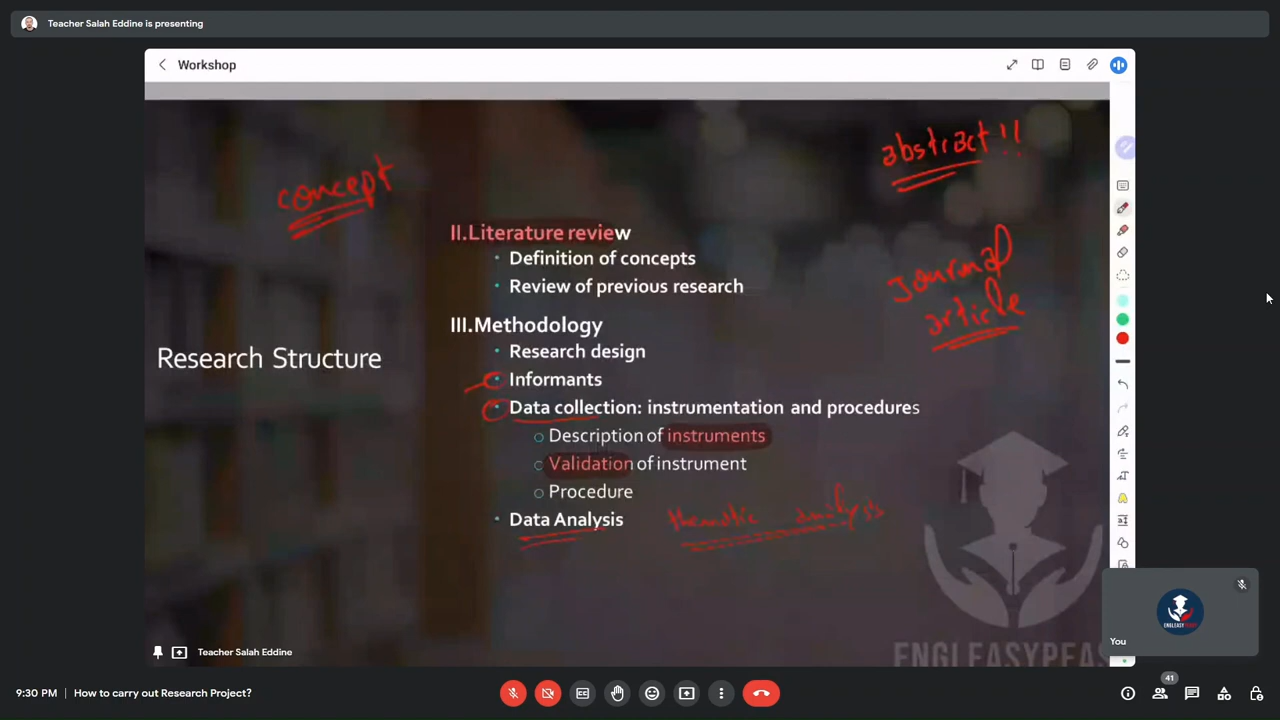 Teacher Salah Eddine is presenting
Workshop
abstract!!
concept
II.Literature review
Definition of concepts
Review of previous research
Journal
article
III.Methodology
Research Structure
Research design
Informants
Data collection: instrumentation and procedures
Description of instruments
Validation of instrument
Procedure
Data Analysis thematic analysis
ENGLEASYPEAS
You
Teacher Salah Eddine
ENGLEASYPEAS
9:30 PM | How to carry out Research Project?
41